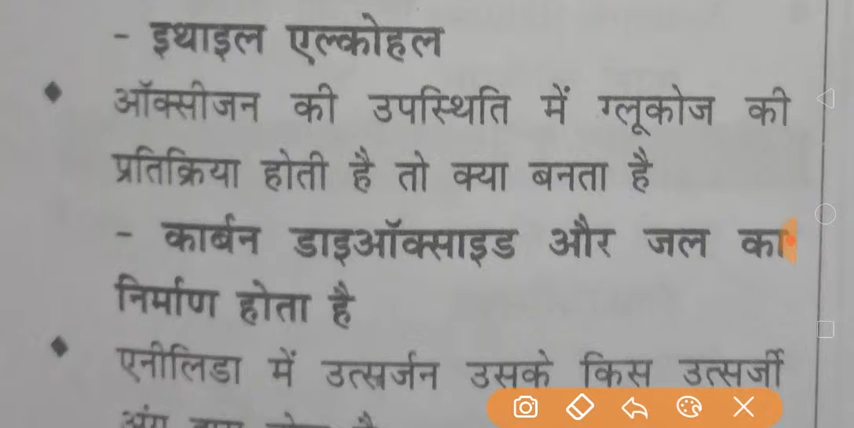 - इथाइल एल्कोहल
ऑक्सीजन की उपस्थिति में ग्लूकोज की
प्रतिक्रिया होती है तो क्या बनता है
- कार्बन डाइऑक्साइड और जल का
निर्माण होता है
एनीलिडा में उत्सर्जन उसके किस उत्सर्जी
अंग